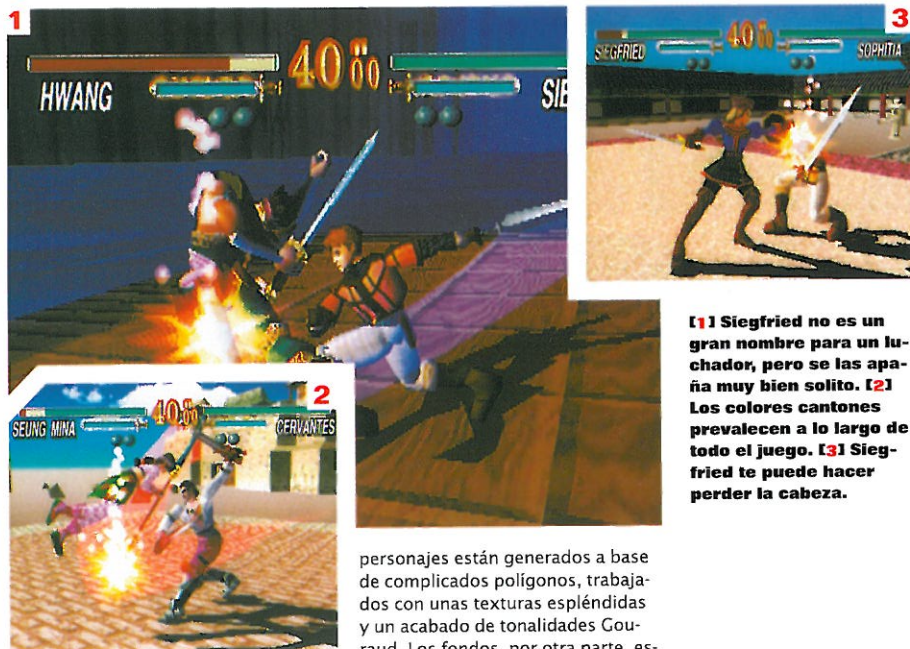 1
HWANG
40 00
SIE
3
SIEGFRIED
40
SOPHITIA
2
SEUNG MINA
40 00
CERVANTES
[1] Siegfried no es un
gran nombre para un lu-
chador, pero se las apa-
ña muy bien solito. [2]
Los colores cantones
prevalecen a lo largo de
todo el juego. [3] Sieg-
fried te puede hacer
perder la cabeza.
personajes están generados a base
de complicados polígonos, trabaja-
dos con unas texturas espléndidas
y un acabado de tonalidades Gou-
raud. Los fondos, por otra parte, es-